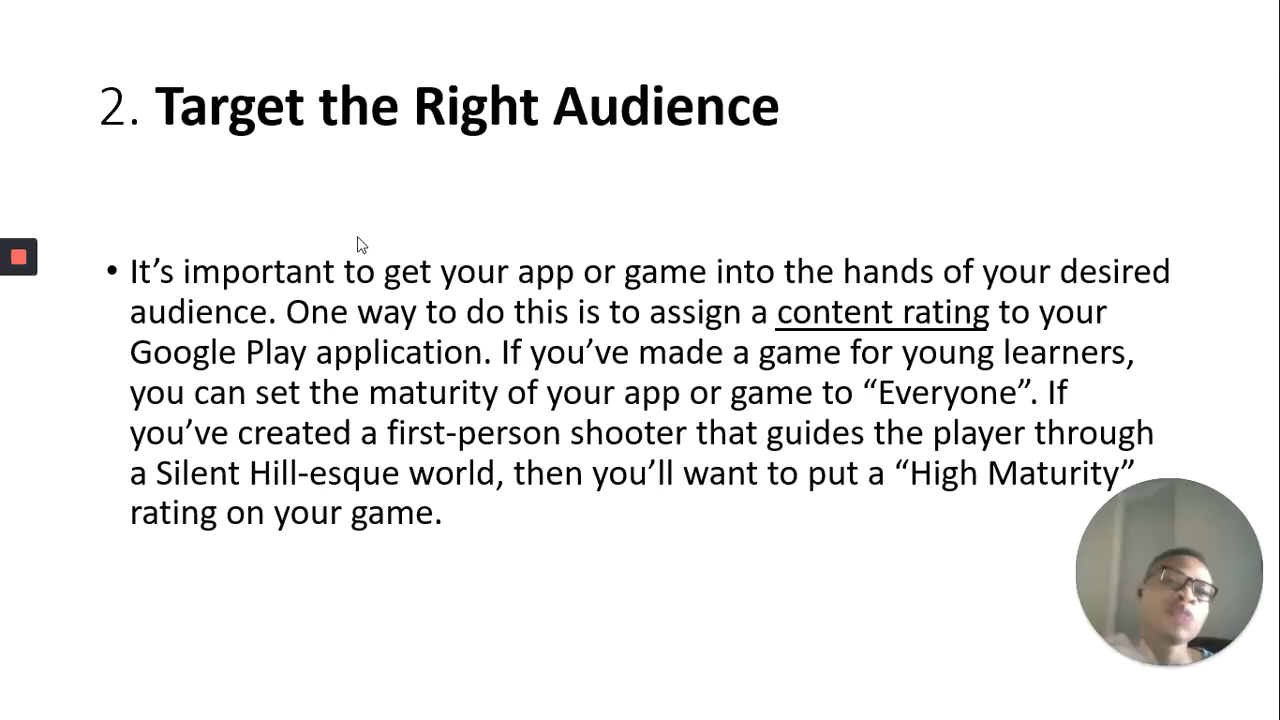 2. Target the Right Audience
• It’s important to get your app or game into the hands of your desired
audience. One way to do this is to assign a content rating to your
Google Play application. If you’ve made a game for young learners,
you can set the maturity of your app or game to “Everyone”. If
you’ve created a first-person shooter that guides the player through
a Silent Hill-esque world, then you’ll want to put a “High Maturity”
rating on your game.